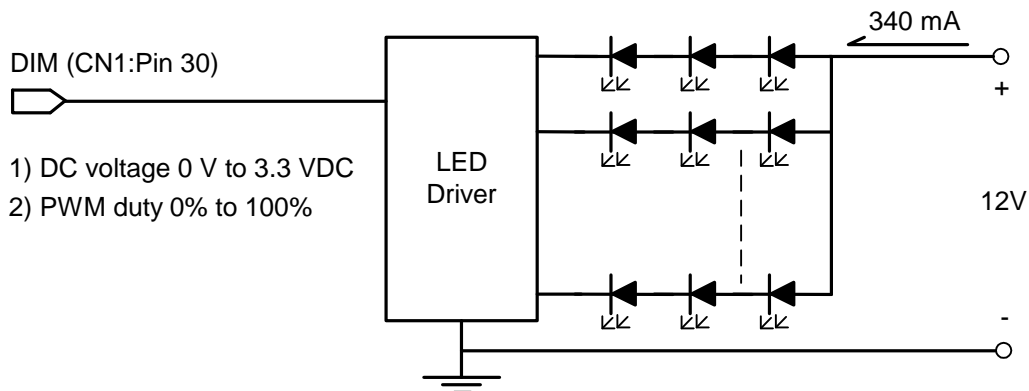 340 mA
DIM (CN1:Pin 30)
+
1) DC voltage 0 V to 3.3 VDC
LED
Driver
2) PWM duty 0% to 100%
12V
-